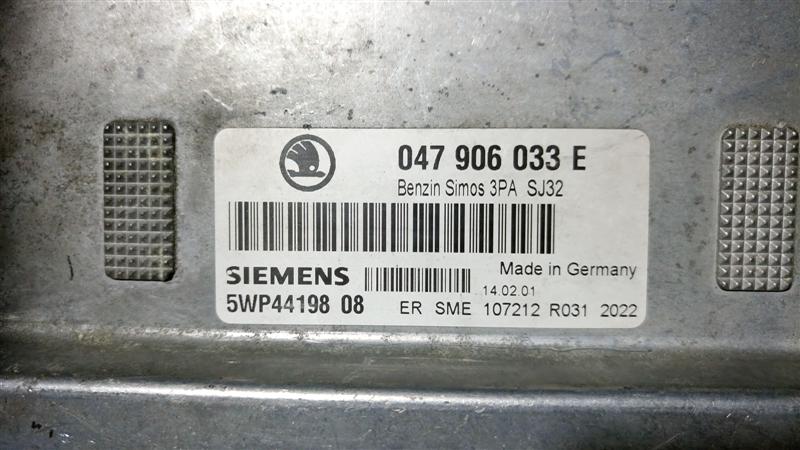 047 906 033 E
Benzin Simos 3PA SJ32
Made in Germany
SIEMENS
14.02.01
5WP44198 08
ER SME 107212 R031 2022